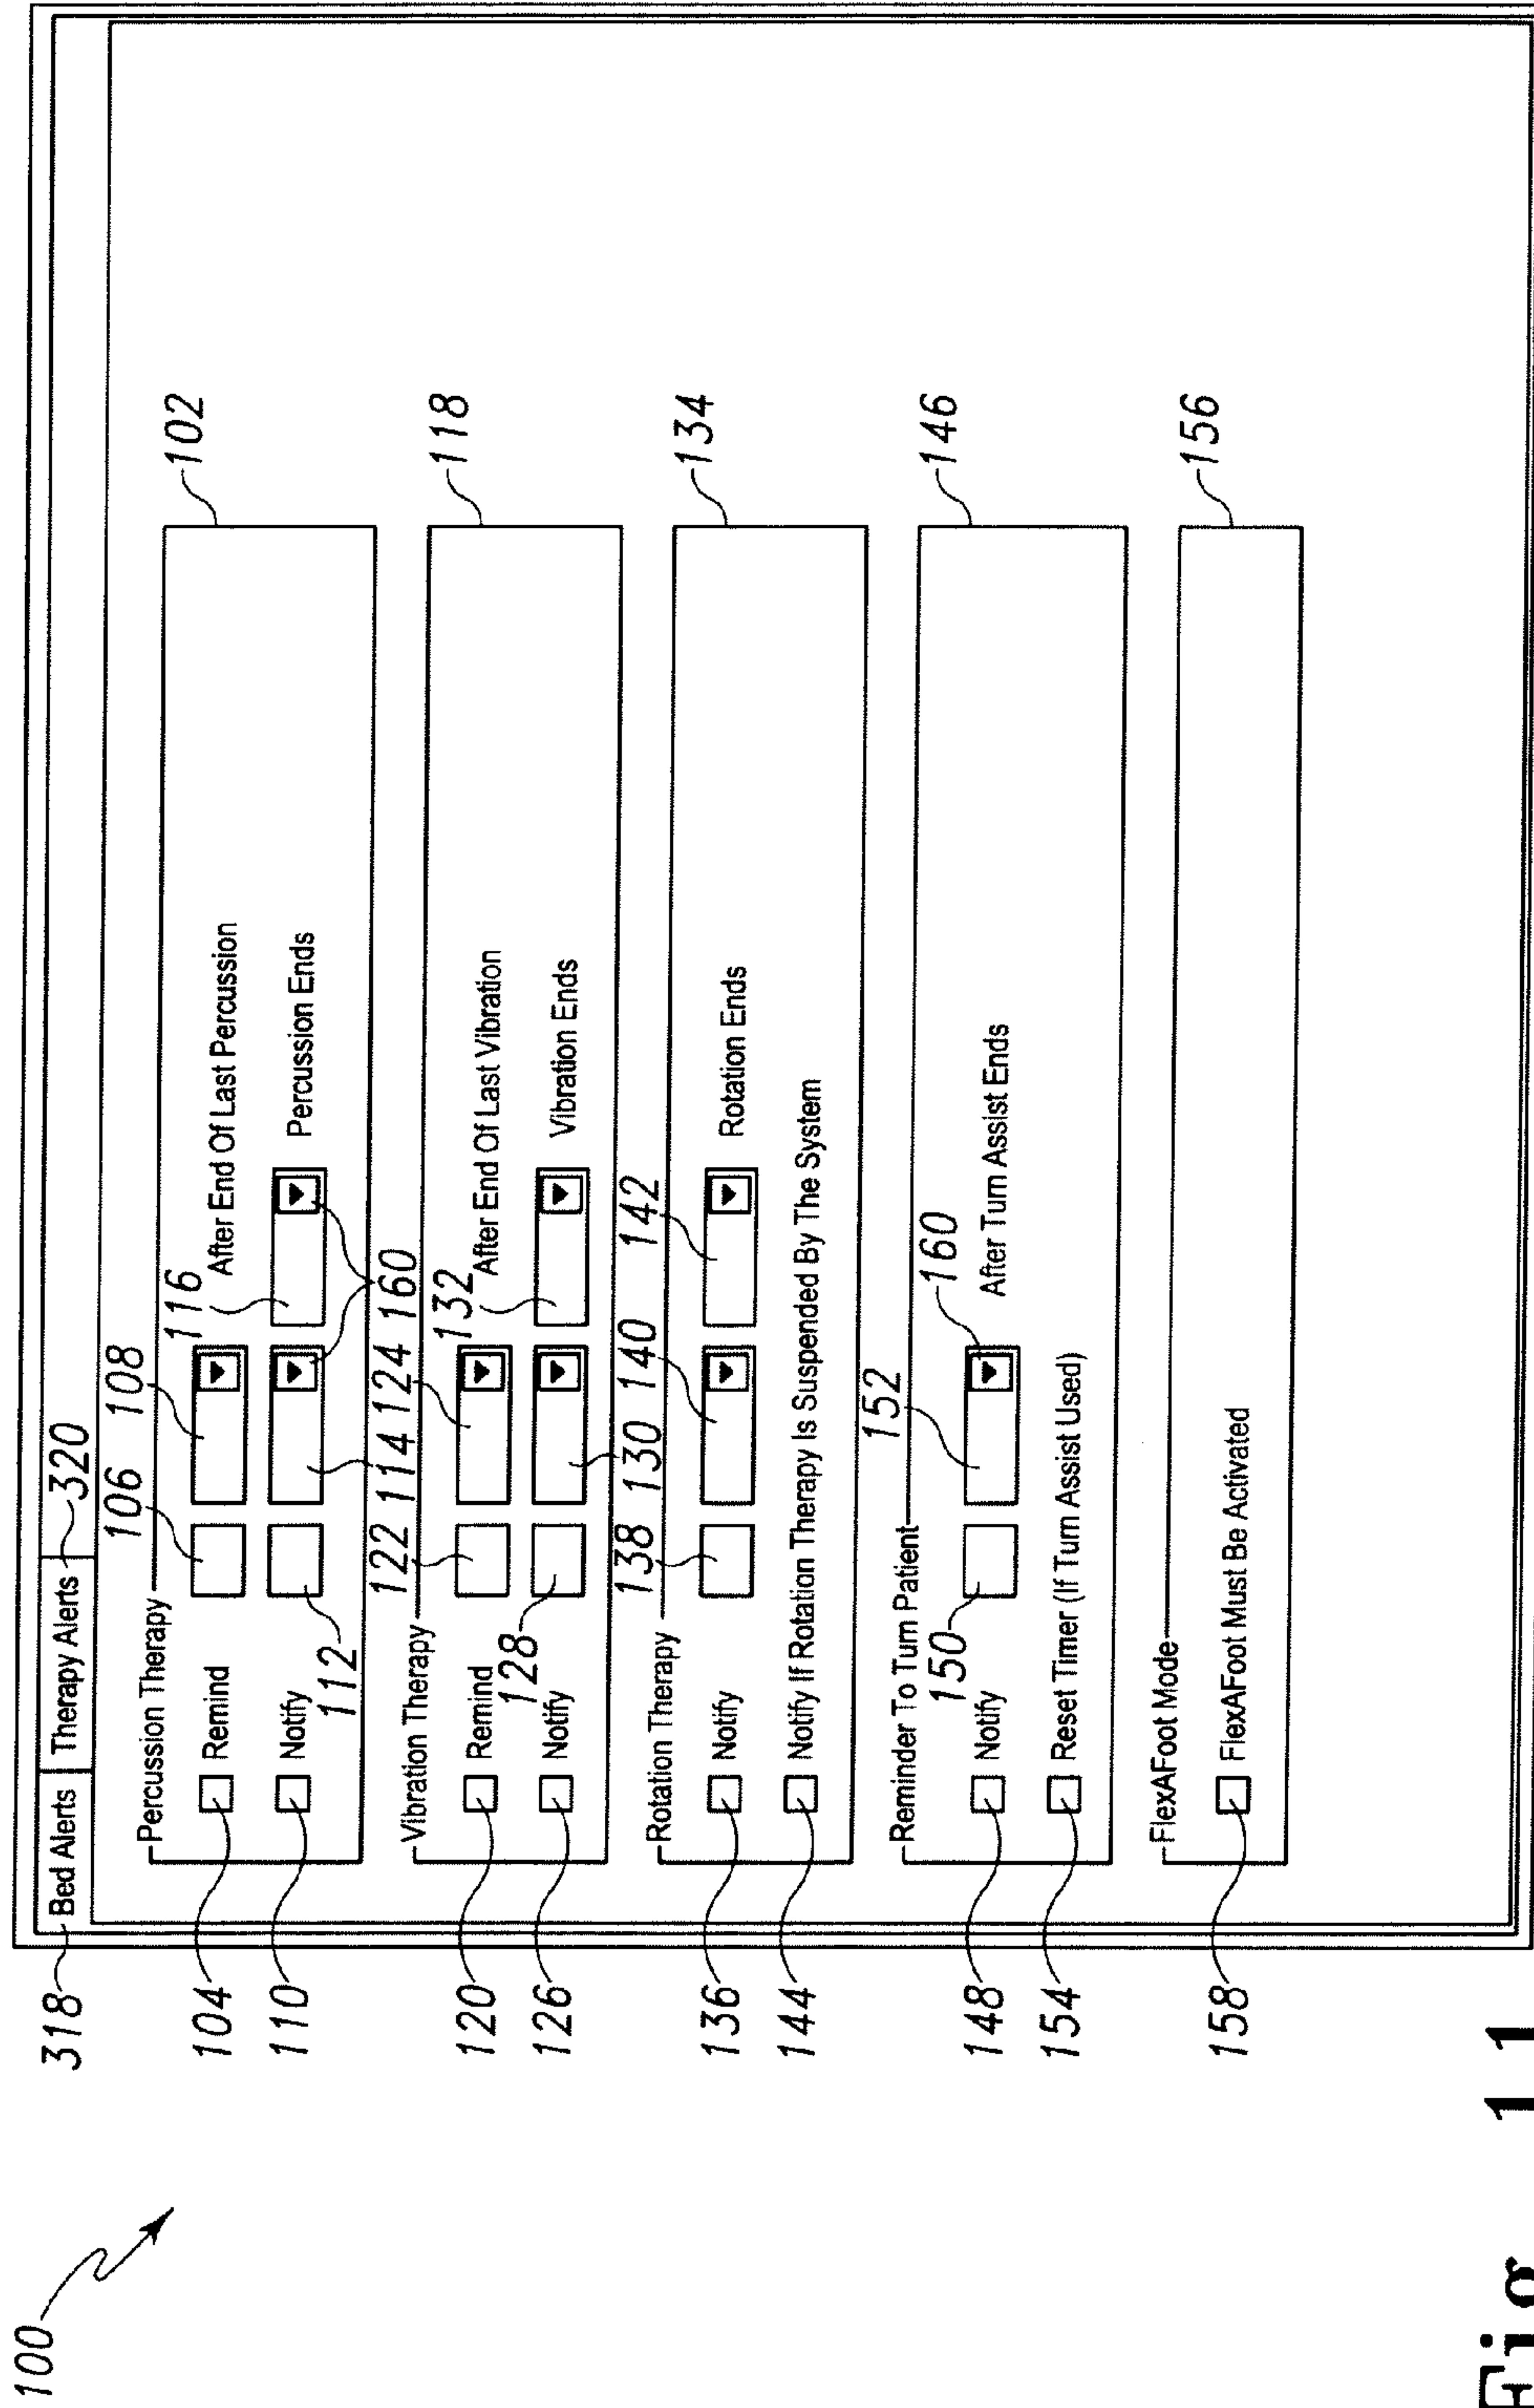 100
318 Bed Alerts Therapy Alerts 320
Percussion Therapy 106 108 116 102
104 Remind After End Of Last Percussion
110 Notify Percussion Ends
112 114 160
Vibration Therapy 122 124 132 118
120 Remind After End Of Last Vibration
128
126 Notify Vibration Ends
130
Rotation Therapy 138 140 142 134
136 Notify Rotation Ends
144 Notify If Rotation Therapy Is Suspended By The System
Reminder To Turn Patient 152 146
150 160
148 Notify After Turn Assist Ends
154 Reset Timer (If Turn Assist Used)
FlexAFoot Mode 156
158 FlexAFoot Must Be Activated
Fig. 11